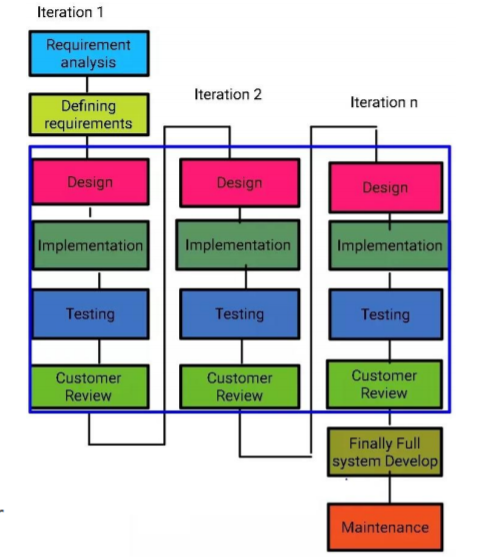 Iteration 1
Requirement
analysis
Defining
requirements
Design
Implementation
Testing
Customer
Review
Iteration 2
Design
Implementation
Testing
Customer
Review
Iteration n
Design
Implementation
Testing
Customer
Review
Finally Full
system Develop
Maintenance